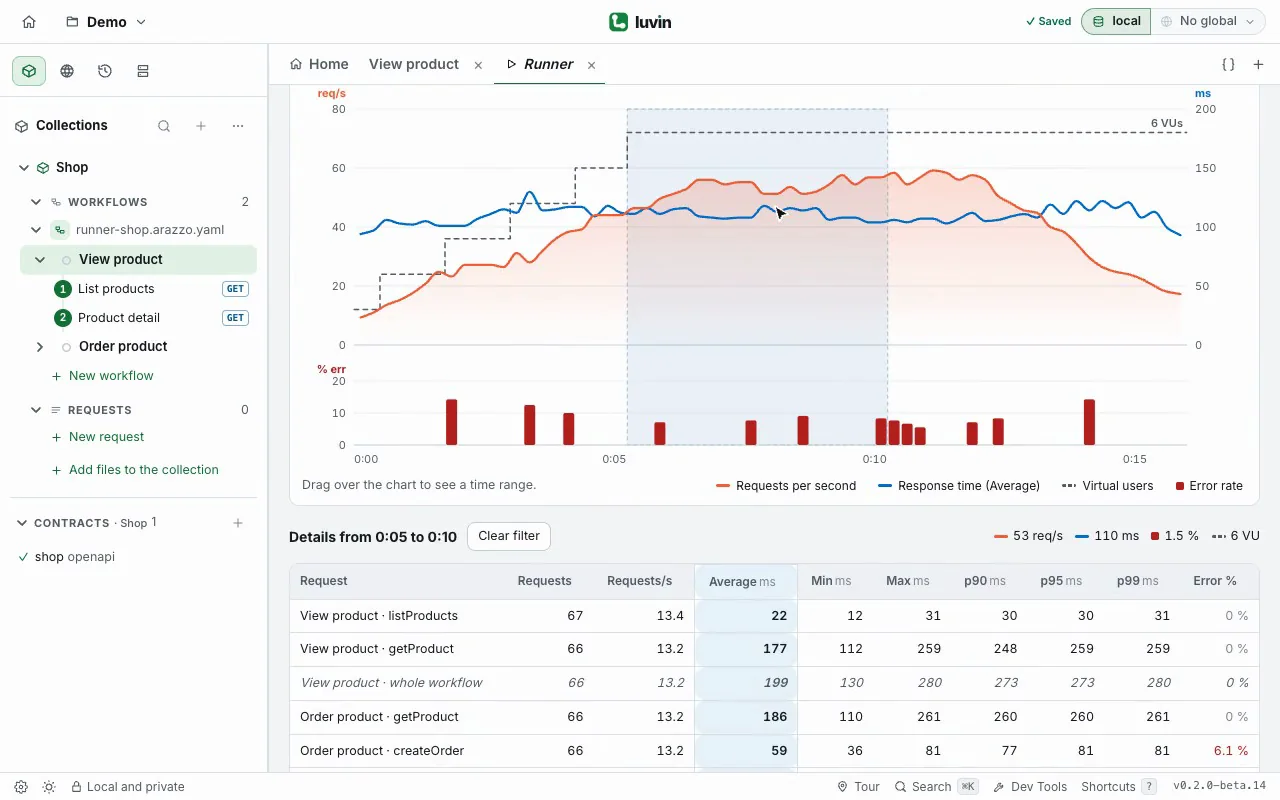 Demo
luvin
Saved
local
No global
Home
View product
Runner
{ }
Collections
Shop
WORKFLOWS 2
runner-shop.arazzo.yaml
View product
1 List products GET
2 Product detail GET
Order product
+ New workflow
REQUESTS 0
+ New request
+ Add files to the collection
CONTRACTS · Shop 1
shop openapi
req/s
ms
80
200
6 VUs
60
150
40
100
20
50
0
0
% err
20
10
0
0:00 0:05 0:10 0:15
Drag over the chart to see a time range.
Requests per second
Response time (Average)
Virtual users
Error rate
Details from 0:05 to 0:10
Clear filter
53 req/s
110 ms
1.5 %
6 VU
Request Requests Requests/s Average ms Min ms Max ms p90 ms p95 ms p99 ms Error %
View product · listProducts 67 13.4 22 12 31 30 30 31 0 %
View product · getProduct 66 13.2 177 112 259 248 259 259 0 %
View product · whole workflow 66 13.2 199 130 280 273 273 280 0 %
Order product · getProduct 66 13.2 186 110 261 260 260 261 0 %
Order product · createOrder 66 13.2 59 36 81 77 81 81 6.1 %
Local and private
Tour
Search ⌘K
Dev Tools
Shortcuts ?
v0.2.0-beta.14